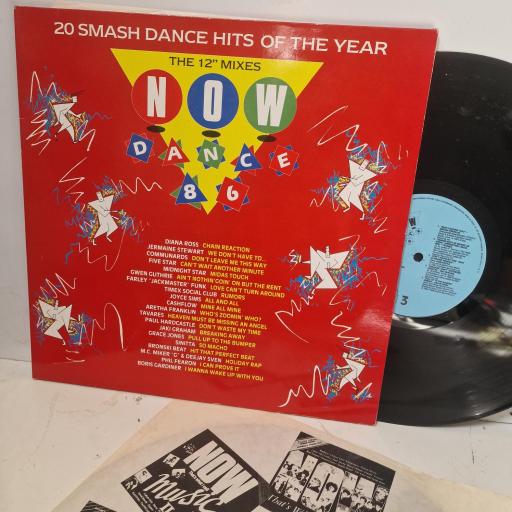 20 SMASH DANCE HITS OF THE YEAR
THE 12" MIXES
NOW
DANCE
86
DIANA ROSS CHAIN REACTION
JERMAINE STEWART WE DON'T HAVE TO...
COMMUNARDS DON'T LEAVE ME THIS WAY
FIVE STAR CAN'T WAIT ANOTHER MINUTE
MIDNIGHT STAR MIDAS TOUCH
GWEN GUTHRIE AIN'T NOTHIN' GOIN' ON BUT THE RENT
FARLEY "JACKMASTER" FUNK LOVE CAN'T TURN AROUND
TIMEX SOCIAL CLUB RUMORS
JOYCE SIMS ALL AND ALL
CASHFLOW MINE ALL MINE
ARETHA FRANKLIN WHO'S ZOOMIN' WHO?
TAVARES HEAVEN MUST BE MISSING AN ANGEL
PAUL HARDCASTLE DON'T WASTE MY TIME
JAKI GRAHAM BREAKING AWAY
GRACE JONES PULL UP TO THE BUMPER
SINITTA SO MACHO
BRONSKI BEAT HIT THAT PERFECT BEAT
M.C. MIKER 'G' & DEEJAY SVEN HOLIDAY RAP
PHIL FEARON I CAN PROVE IT
BORIS GARDINER I WANNA WAKE UP WITH YOU
3
NOW
Music